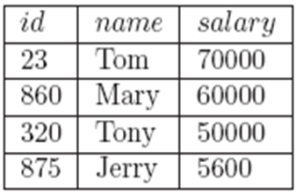 id name salary
23 Tom 70000
860 Mary 60000
320 Tony 50000
875 Jerry 5600